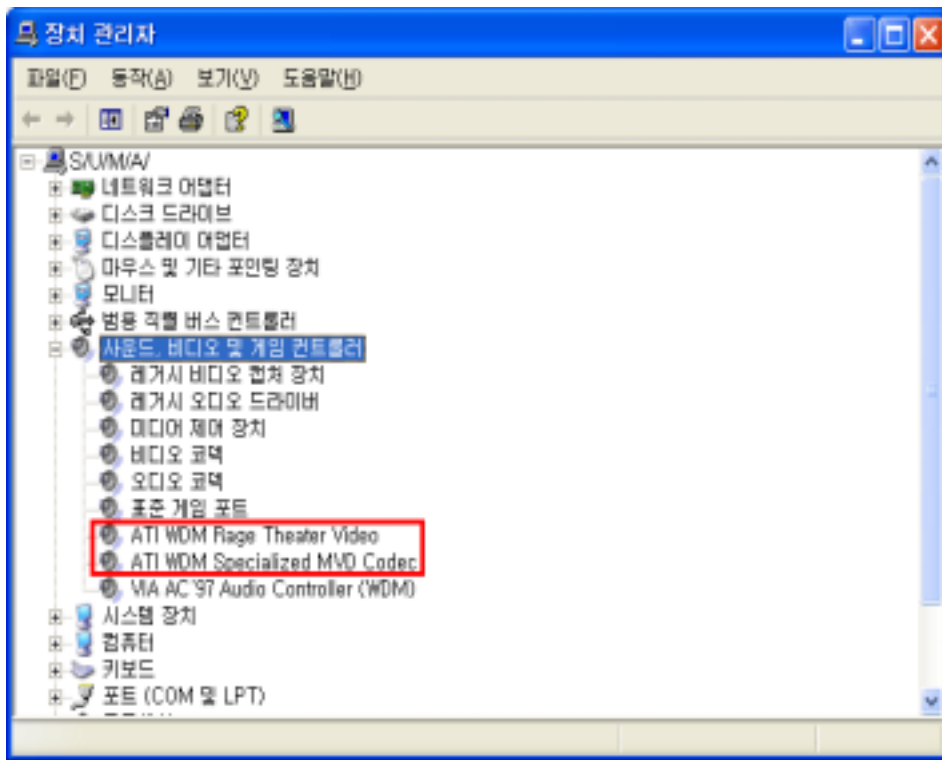 장치 관리자
파일(F) 동작(A) 보기(V) 도움말(H)
S/U/M/A/
네트워크 어댑터
디스크 드라이브
디스플레이 어댑터
마우스 및 기타 포인팅 장치
모니터
범용 직렬 버스 컨트롤러
사운드, 비디오 및 게임 컨트롤러
레거시 비디오 캡처 장치
레거시 오디오 드라이버
미디어 제어 장치
비디오 코덱
오디오 코덱
표준 게임 포트
ATI WDM Rage Theater Video
ATI WDM Specialized MVD Codec
VIA AC'97 Audio Controller (WDM)
시스템 장치
컴퓨터
키보드
포트 (COM 및 LPT)